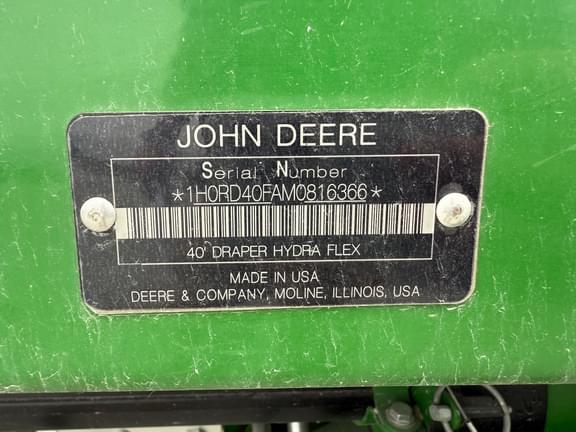 JOHN DEERE
Serial Number
*1H0RD40FAM0816366*
40' DRAPER HYDRA FLEX
MADE IN USA
DEERE & COMPANY, MOLINE, ILLINOIS, USA